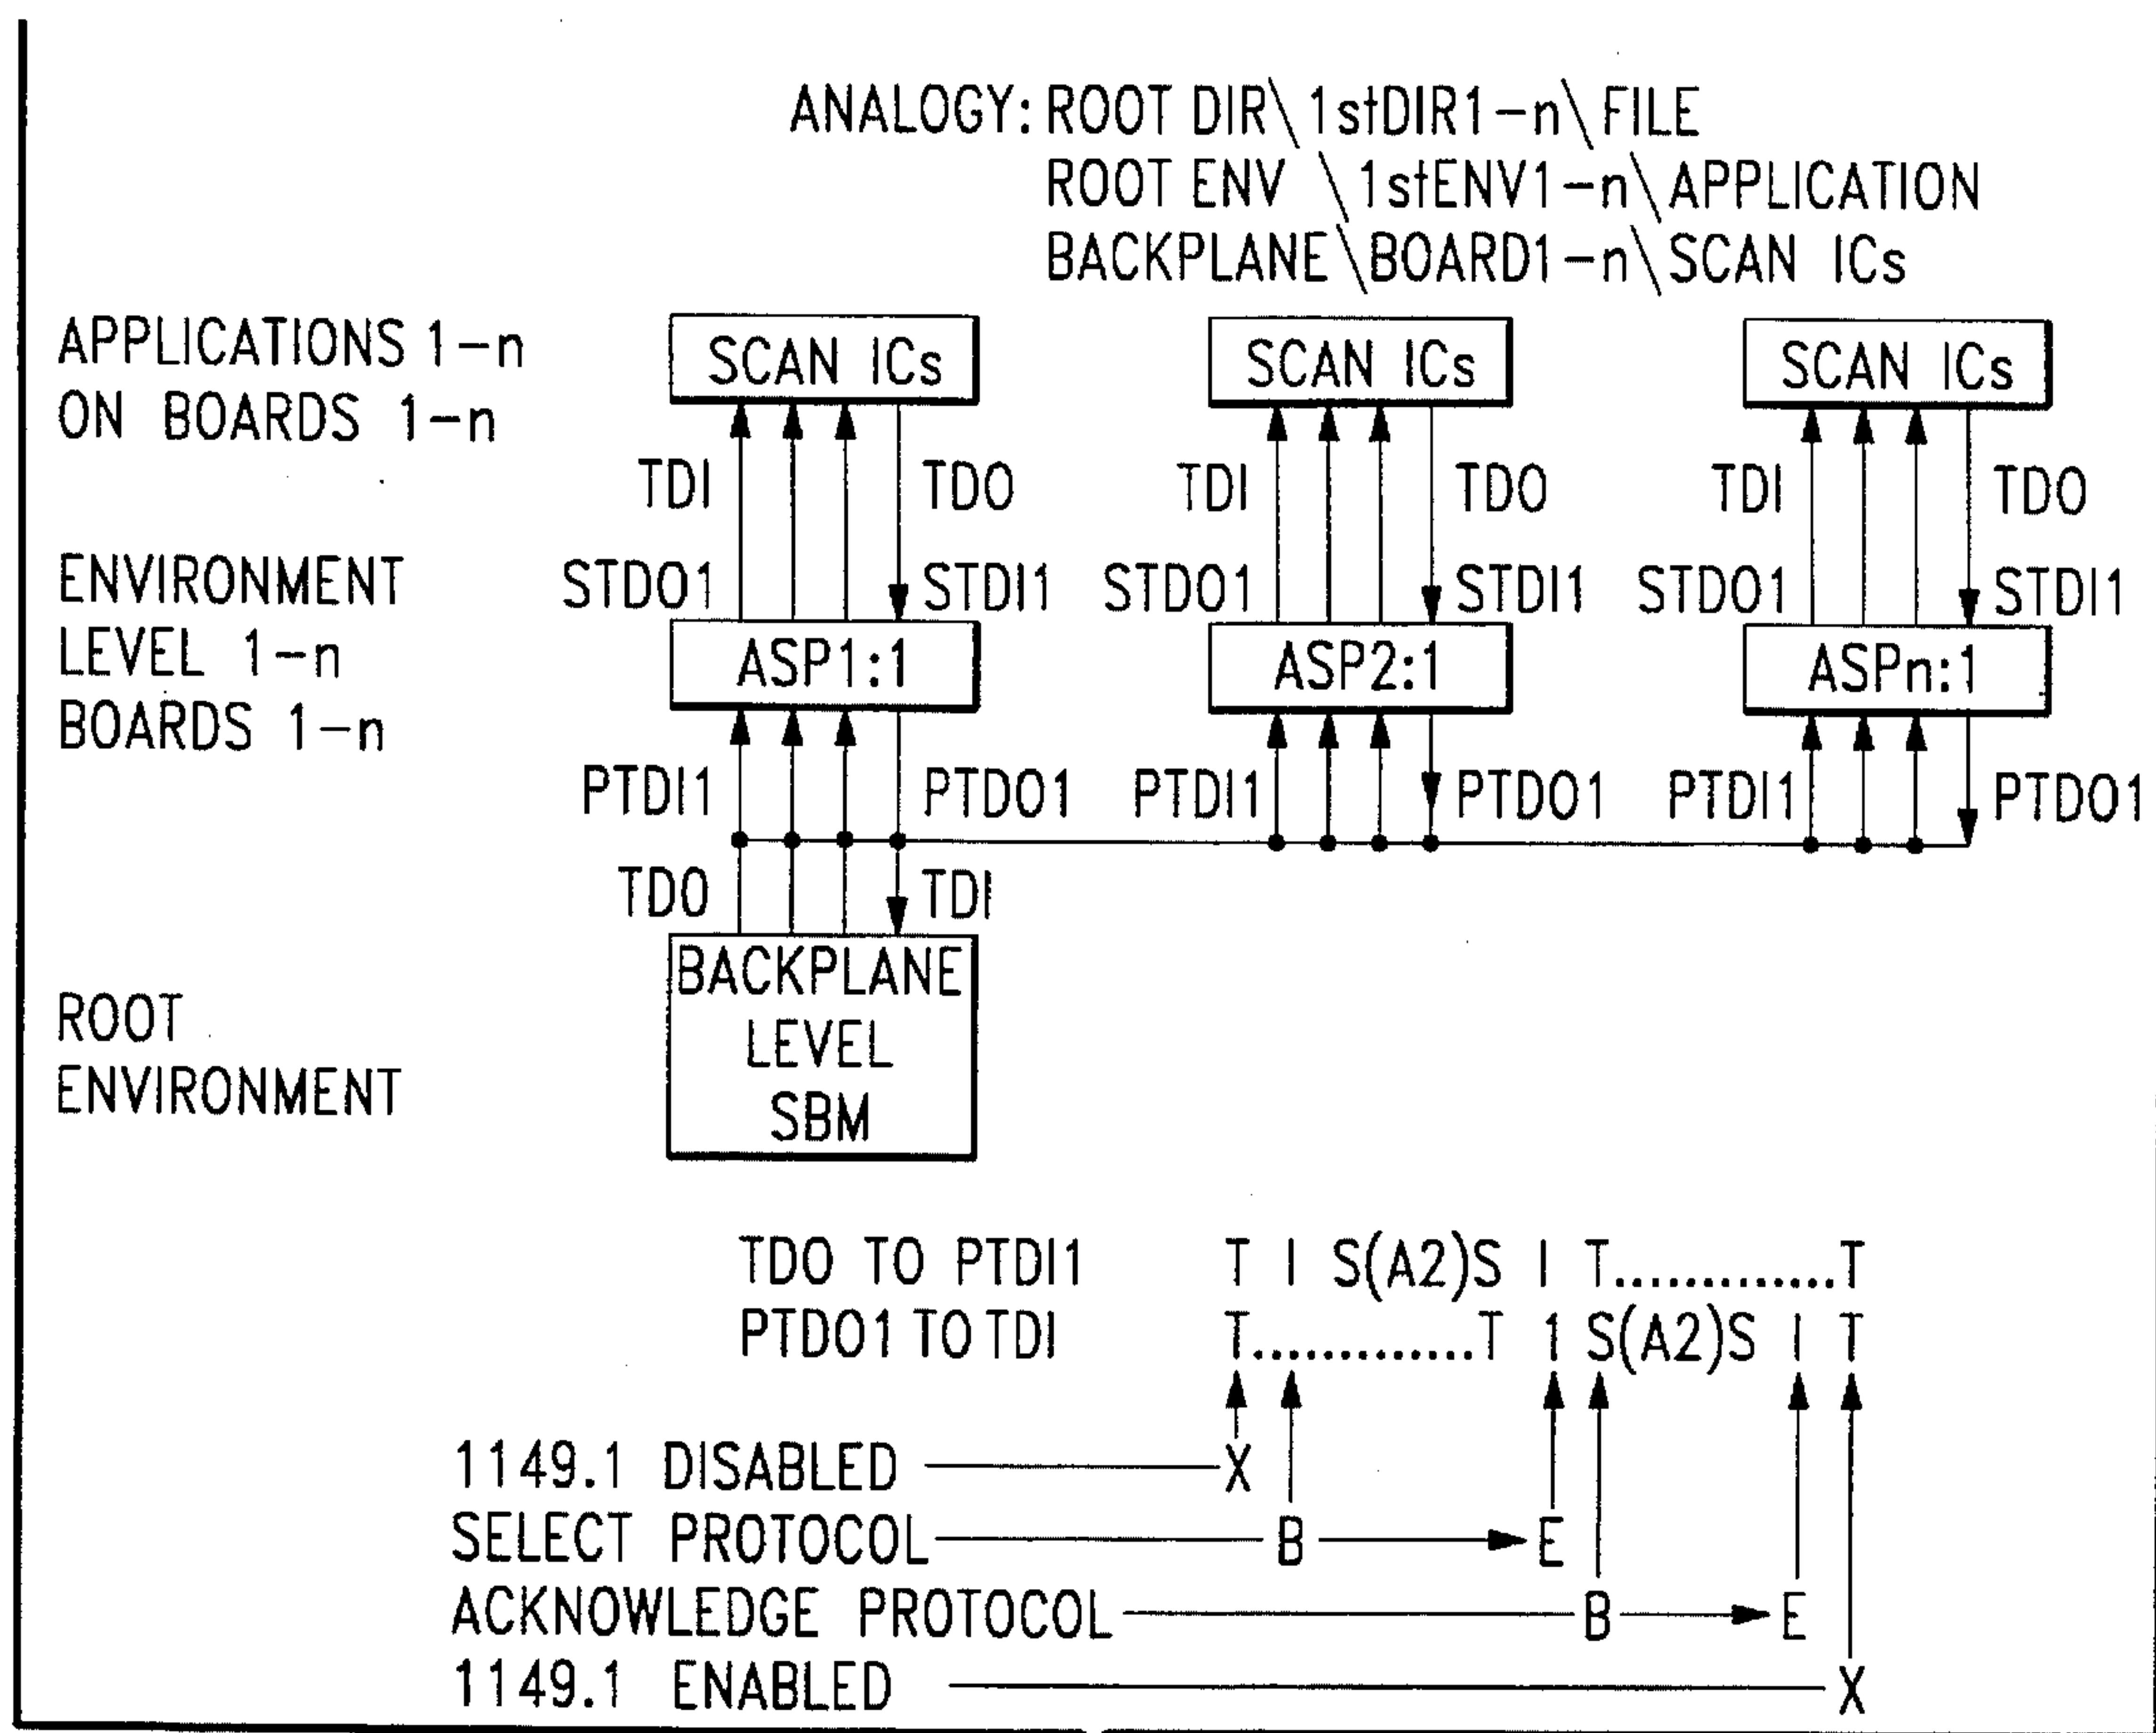 ANALOGY: ROOT DIR\ 1stDIR1-n\FILE
ROOT ENV \ 1stENV1-n\APPLICATION
BACKPLANE\BOARD1-n\SCAN ICs
APPLICATIONS 1-n
ON BOARDS 1-n
SCAN ICs SCAN ICs SCAN ICs
TDI TDO TDI TDO TDI TDO
ENVIRONMENT
LEVEL 1-n
BOARDS 1-n
STDO1 STDI1 STDO1 STDI1 STDO1 STDI1
ASP1:1 ASP2:1 ASPn:1
PTDI1 PTDO1 PTDI1 PTDO1 PTDI1 PTDO1
TDO TDI
ROOT
ENVIRONMENT
BACKPLANE
LEVEL
SBM
TDO TO PTDI1 T I S(A2)S I T.............T
PTDO1 TO TDI T.............T 1 S(A2)S I T
1149.1 DISABLED X
SELECT PROTOCOL B E
ACKNOWLEDGE PROTOCOL B E
1149.1 ENABLED X